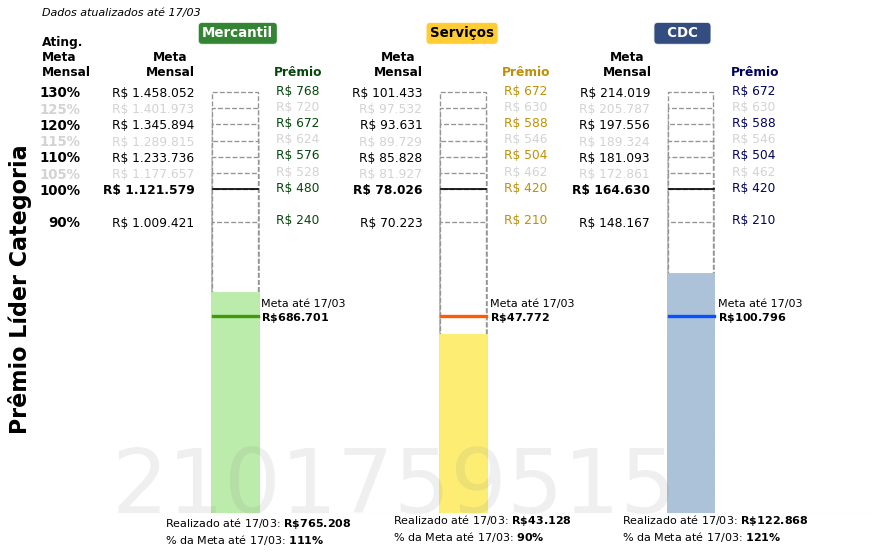 Dados atualizados até 17/03
Mercantil Serviços CDC
Ating. Meta Mensal Meta Mensal Prêmio Meta Mensal Prêmio Meta Mensal Prêmio
130% R$ 1.458.052 R$ 768 R$ 101.433 R$ 672 R$ 214.019 R$ 672
125% R$ 1.401.973 R$ 720 R$ 97.532 R$ 630 R$ 205.787 R$ 630
120% R$ 1.345.894 R$ 672 R$ 93.631 R$ 588 R$ 197.556 R$ 588
115% R$ 1.289.815 R$ 624 R$ 89.729 R$ 546 R$ 189.324 R$ 546
110% R$ 1.233.736 R$ 576 R$ 85.828 R$ 504 R$ 181.093 R$ 504
105% R$ 1.177.657 R$ 528 R$ 81.927 R$ 462 R$ 172.861 R$ 462
100% R$ 1.121.579 R$ 480 R$ 78.026 R$ 420 R$ 164.630 R$ 420
90% R$ 1.009.421 R$ 240 R$ 70.223 R$ 210 R$ 148.167 R$ 210
Prêmio Líder Categoria
Meta até 17/03 Meta até 17/03 Meta até 17/03
R$686.701 R$47.772 R$100.796
2101759515
Realizado até 17/03: R$765.208 Realizado até 17/03: R$43.128 Realizado até 17/03: R$122.868
% da Meta até 17/03: 111% % da Meta até 17/03: 90% % da Meta até 17/03: 121%